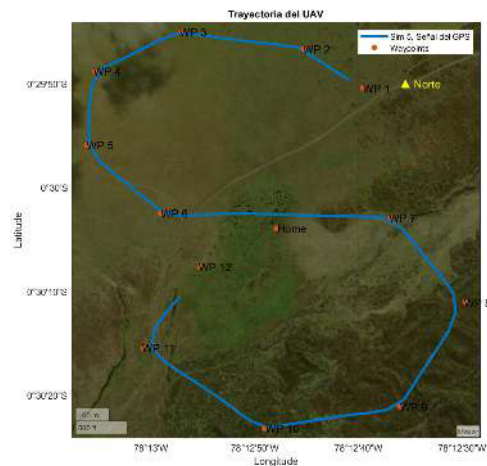 Trayectoria del UAV
Sim 5, Señal del GPS
Waypoints
WP 3
WP 2
WP 4
WP 1
Norte
0°29'50"S
WP 5
0°30'S
WP 6
WP 7
Home
Latitude
WP 12
0°30'10"S
WP 8
WP 11
0°30'20"S
WP 9
WP 10
500 ft
78°13'W
78°12'50"W
78°12'40"W
78°12'30"W
Longitude